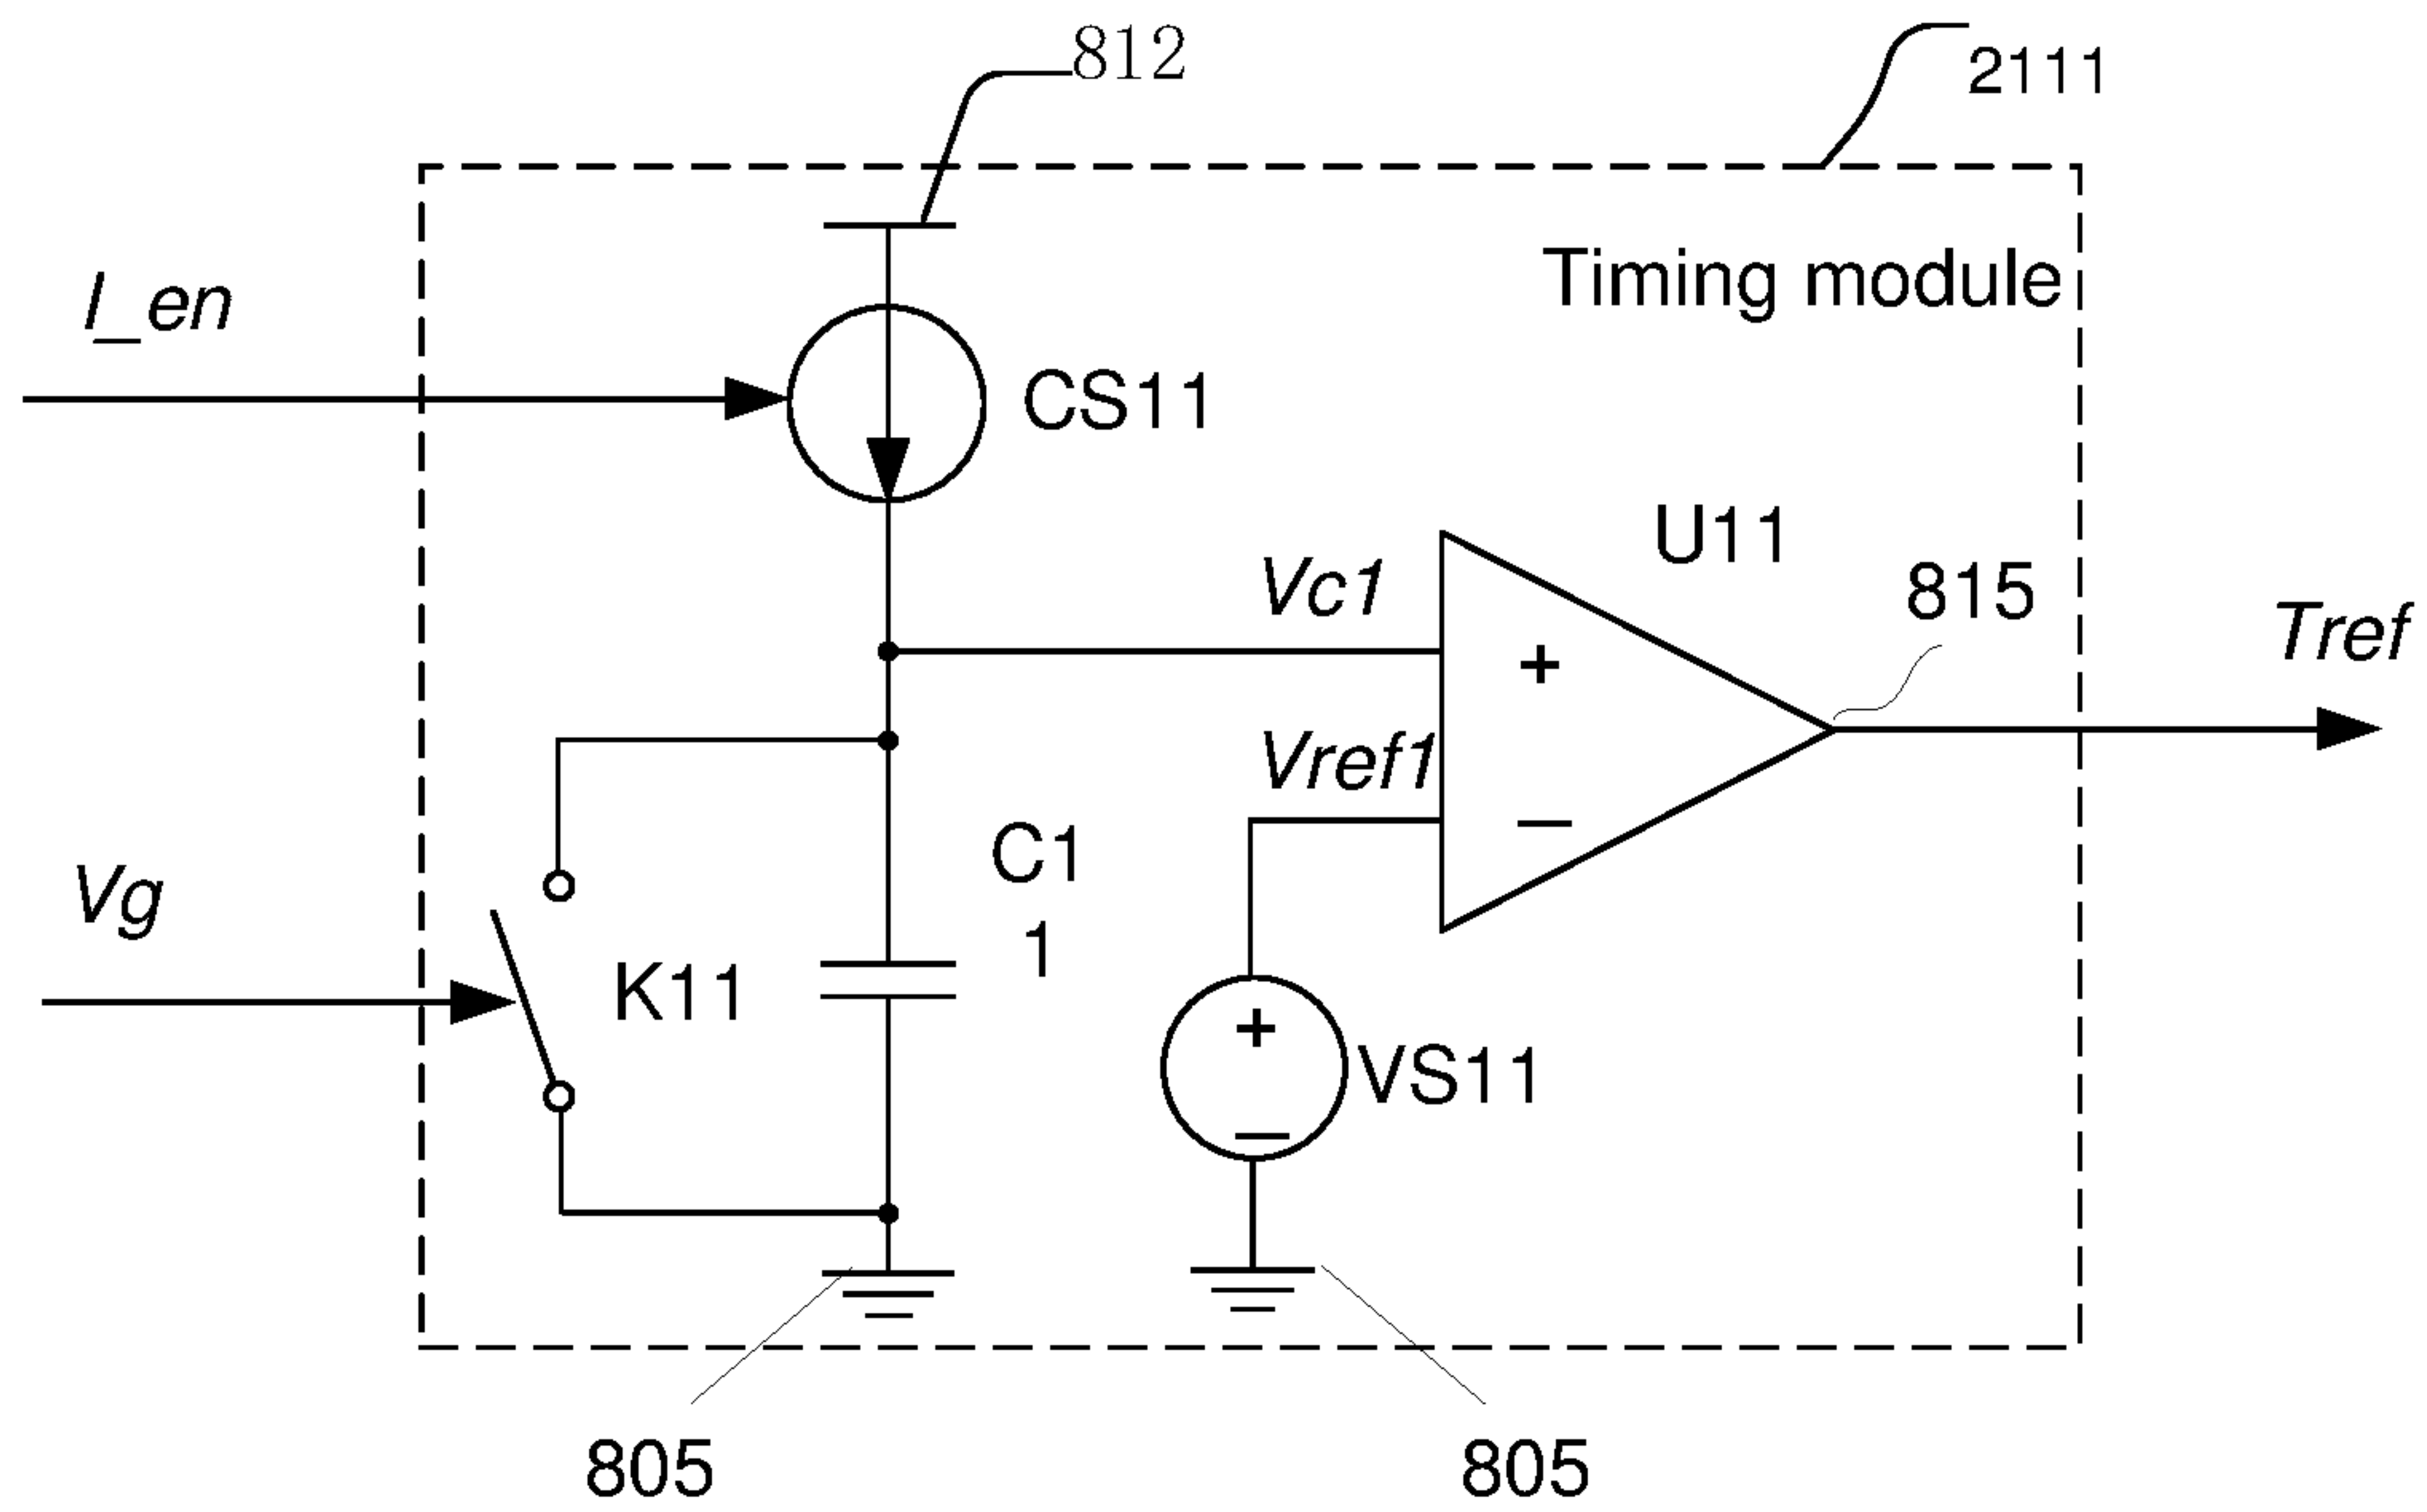 812
2111
Timing module
I_en
CS11
U11
Vc1
815
Tref
+
Vref1
C1
1
Vg
K11
–
+
VS11
–
805
805